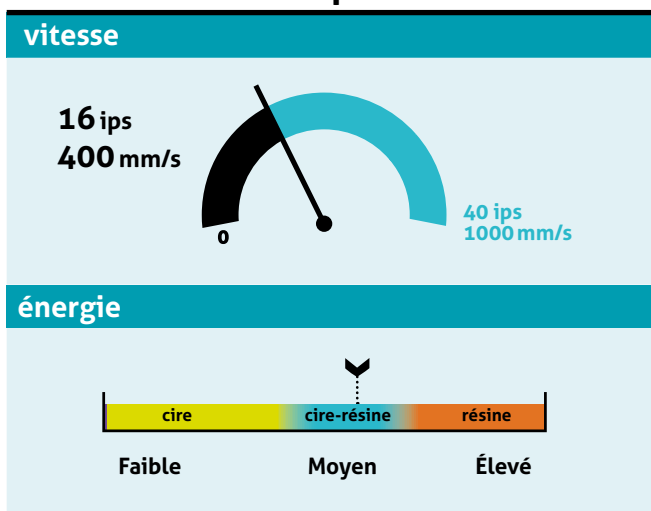 vitesse
16 ips
400 mm/s
0
40 ips
1000 mm/s
énergie
cire cire-résine résine
Faible Moyen Élevé